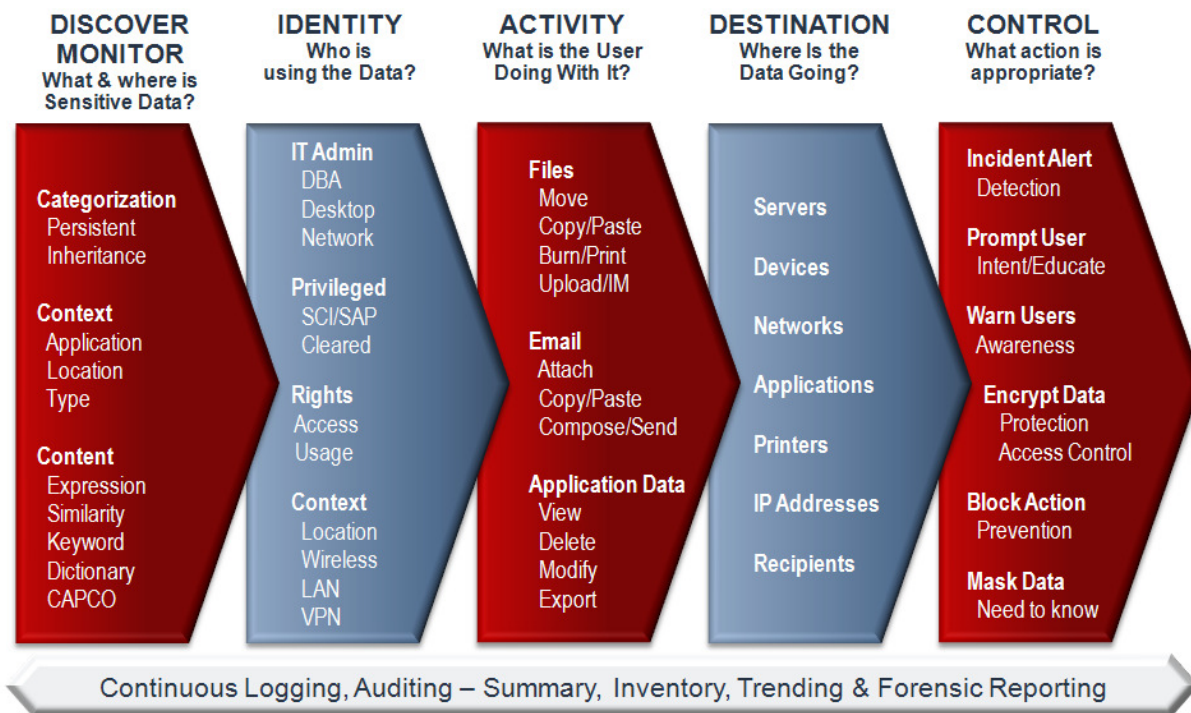 DISCOVER
MONITOR
What & where is
Sensitive Data?
Categorization
Persistent
Inheritance
Context
Application
Location
Type
Content
Expression
Similarity
Keyword
Dictionary
CAPCO
IDENTITY
Who is
using the Data?
IT Admin
DBA
Desktop
Network
Privileged
SCI/SAP
Cleared
Rights
Access
Usage
Context
Location
Wireless
LAN
VPN
ACTIVITY
What is the User
Doing With It?
Files
Move
Copy/Paste
Burn/Print
Upload/IM
Email
Attach
Copy/Paste
Compose/Send
Application Data
View
Delete
Modify
Export
DESTINATION
Where Is the
Data Going?
Servers
Devices
Networks
Applications
Printers
IP Addresses
Recipients
CONTROL
What action is
appropriate?
Incident Alert
Detection
Prompt User
Intent/Educate
Warn Users
Awareness
Encrypt Data
Protection
Access Control
Block Action
Prevention
Mask Data
Need to know
Continuous Logging, Auditing – Summary, Inventory, Trending & Forensic Reporting